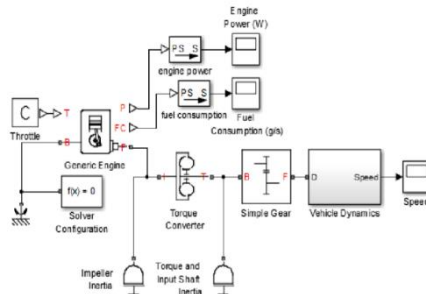 Engine
Power (W)
P
PS S
engine power
C
T
FC
PS S
fuel consumption
Fuel
Consumption (g/s)
Throttle
B
F
Generic Engine
f(x) = 0
Solver
Configuration
I
T
Torque
Converter
B
F
Simple Gear
D
Speed
Vehicle Dynamics
Speed
Impeller
Inertia
Torque and
Input Shaft
Inertia